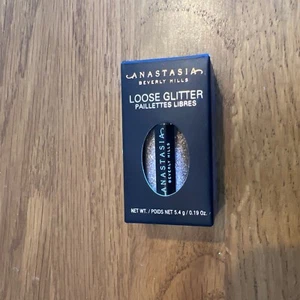 ANASTASIA
BEVERLY HILLS
LOOSE GLITTER
PAILLETTES LIBRES
ANASTASIA
BEVERLY HILLS
NET WT. / POIDS NET 5.4 g / 0.19 Oz.